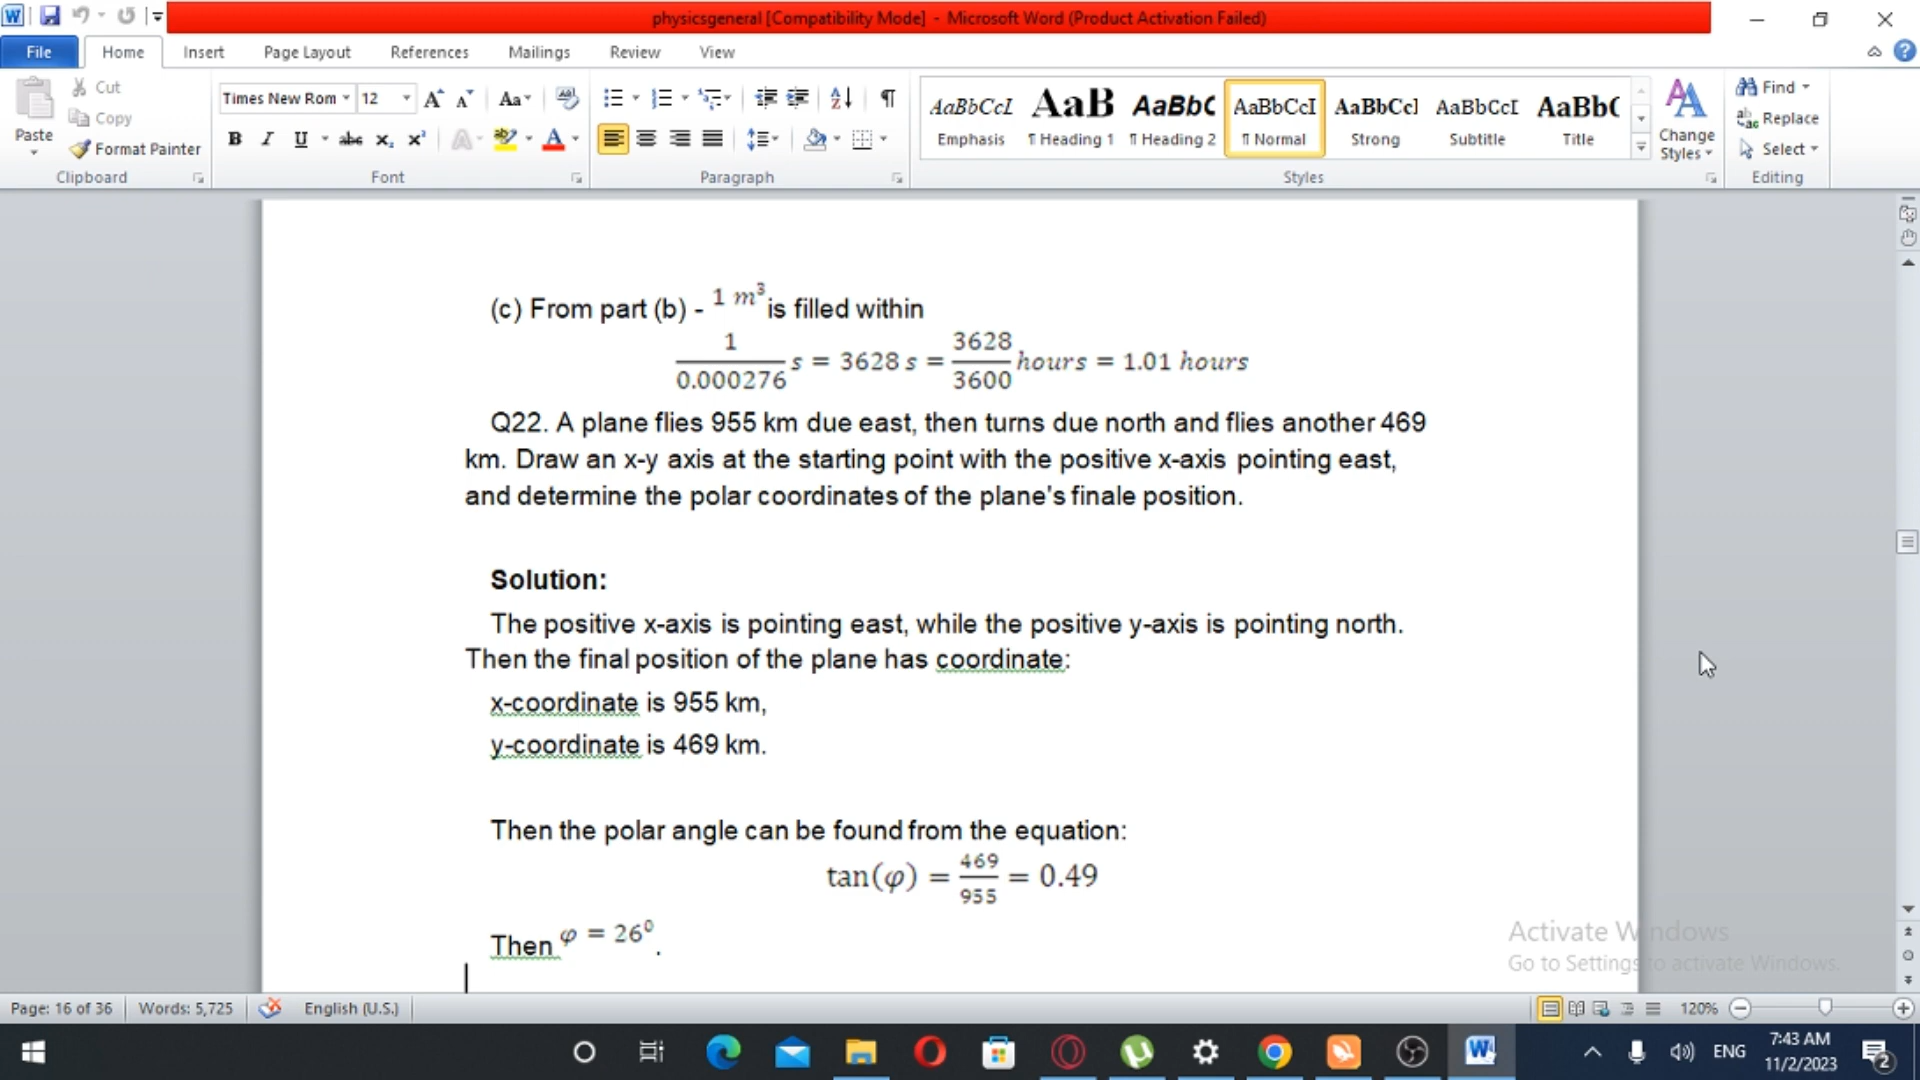 physicsgeneral [Compatibility Mode] - Microsoft Word (Product Activation Failed)
File Home Insert Page Layout References Mailings Review View
Paste
Cut
Copy
Format Painter
Clipboard
Times New Rom 12
Font
Paragraph
AaBbCcI AaB AaBbC AaBbCcI AaBbCcl AaBbCcI AaBb(
Emphasis ¶ Heading 1 ¶ Heading 2 ¶ Normal Strong Subtitle Title
Styles
Change Styles
Find
Replace
Select
Editing
(c) From part (b) - 1 m³ is filled within
1/0.000276 s = 3628 s = 3628/3600 hours = 1.01 hours
Q22. A plane flies 955 km due east, then turns due north and flies another 469
km. Draw an x-y axis at the starting point with the positive x-axis pointing east,
and determine the polar coordinates of the plane's finale position.
Solution:
The positive x-axis is pointing east, while the positive y-axis is pointing north.
Then the final position of the plane has coordinate:
x-coordinate is 955 km,
y-coordinate is 469 km.
Then the polar angle can be found from the equation:
tan(φ) = 469/955 = 0.49
Then φ = 26⁰.
Activate Windows
Go to Settings to activate Windows.
Page: 16 of 36 Words: 5,725 English (U.S.) 120%
ENG 7:43 AM
11/2/2023
2